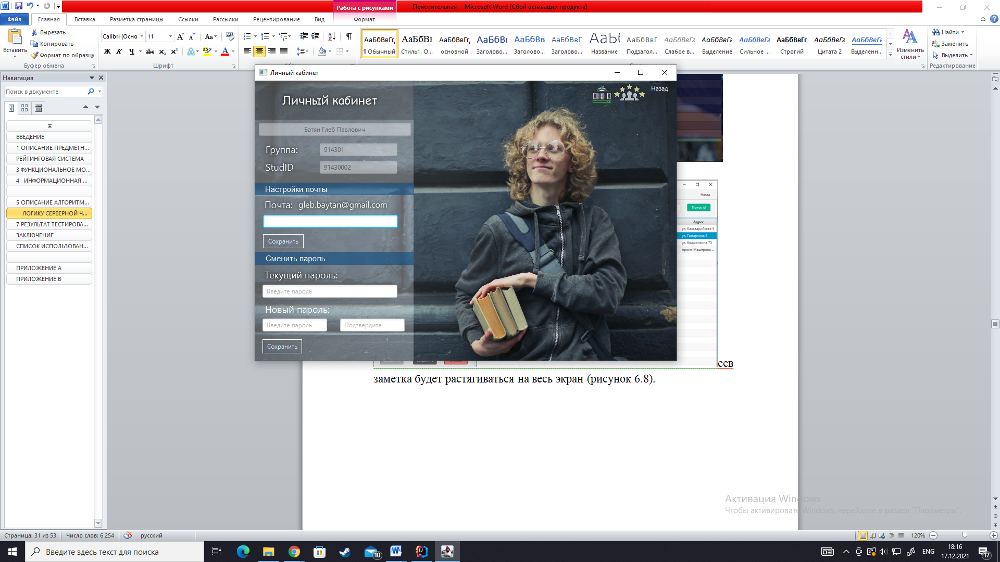 Работа с рисунками
Пояснительная - Microsoft Word (Сбой активации продукта)
Файл
Главная
Вставка
Разметка страницы
Ссылки
Рассылки
Рецензирование
Вид
Формат
Вставить
Вырезать
Копировать
Формат по образцу
Буфер обмена
Calibri (Осно
11
Шрифт
АаБбВвГг,
¶ Обычный
АаБбВв
Стиль1. О...
АаБбВвГг,
основной
АаБбВв
Заголово...
АаБбВв
Заголово...
АаБбВвГ
Заголово...
АаБ
Название
АаБбВвГ
Подзагол...
АаБбВвГг
Слабое в...
АаБбВвГг
Выделение
АаБбВвГг
Сильное ...
АаБбВвГг,
Строгий
АаБбВвГг
Цитата 2
АаБбВвГг
Выделенн...
Изменить
стили
Найти
Заменить
Выделить
Редактирование
Навигация
Поиск в документе
ВВЕДЕНИЕ
1 ОПИСАНИЕ ПРЕДМЕТН...
РЕЙТИНГОВАЯ СИСТЕМА
3 ФУНКЦИОНАЛЬНОЕ МО...
4 ИНФОРМАЦИОННАЯ ...
5 ОПИСАНИЕ АЛГОРИТМ...
ЛОГИКУ СЕРВЕРНОЙ Ч...
7 РЕЗУЛЬТАТ ТЕСТИРОВА...
ЗАКЛЮЧЕНИЕ
СПИСОК ИСПОЛЬЗОВАН...
ПРИЛОЖЕНИЕ А
ПРИЛОЖЕНИЕ В
Личный кабинет
Назад
Личный кабинет
Батян Глеб Павлович
Группа:
914301
StudID
91430002
Настройки почты
Почта: gleb.baytan@gmail.com
Сохранить
Сменить пароль
Текущий пароль:
Введите пароль
Новый пароль:
Введите пароль
Подтвердите
Сохранить
Назад
Поиск id
Адрес
ул. Кальварийская 5
ул. Гамарника 4
ул. Квашонкина 75
просп. Машерова ...
еев
заметка будет растягиваться на весь экран (рисунок 6.8).
Активация Windows
Чтобы активировать Windows, перейдите в раздел "Параметры".
Страница: 31 из 53
Число слов: 6 254
русский
120%
Введите здесь текст для поиска
10
ENG
18:16
17.12.2021
17